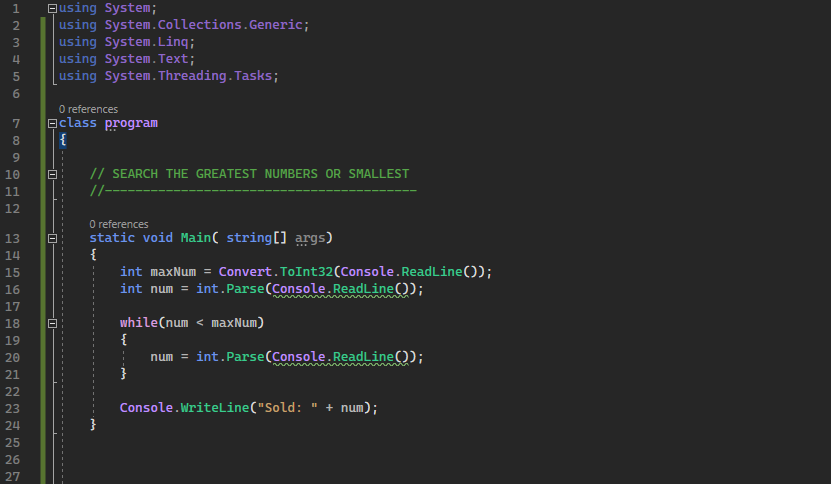 1 using System;
2 using System.Collections.Generic;
3 using System.Linq;
4 using System.Text;
5 using System.Threading.Tasks;
6
0 references
7 class program
8 {
9
10 // SEARCH THE GREATEST NUMBERS OR SMALLEST
11 //-----------------------------------------
12
0 references
13 static void Main( string[] args)
14 {
15 int maxNum = Convert.ToInt32(Console.ReadLine());
16 int num = int.Parse(Console.ReadLine());
17
18 while(num < maxNum)
19 {
20 num = int.Parse(Console.ReadLine());
21 }
22
23 Console.WriteLine("Sold: " + num);
24 }
25
26
27